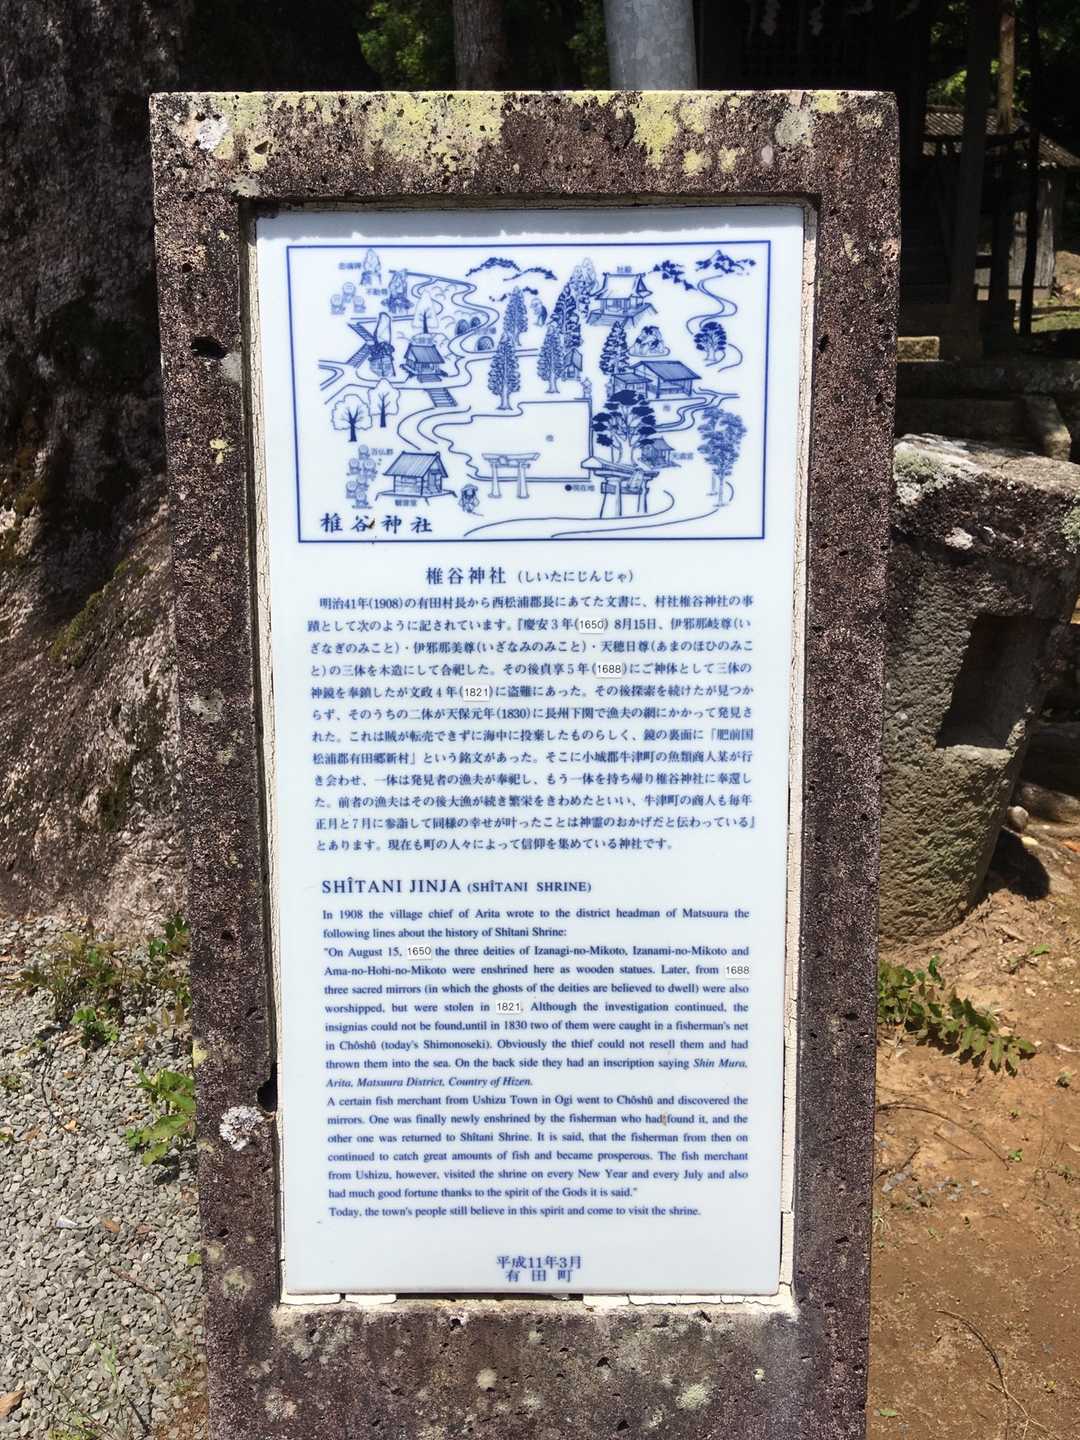 忠魂碑
不動尊
社殿
百仏群
観音堂
天満宮
●現在地
椎谷神社
椎谷神社 (しいたにじんじゃ)
明治41年(1908)の有田村長から西松浦郡長にあてた文書に、村社椎谷神社の事
蹟として次のように記されています。『慶安3年(1650) 8月15日、伊邪那岐尊(い
ざなぎのみこと)・伊邪那美尊(いざなみのみこと)・天穂日尊(あまのほひのみこ
と)の三体を木造にして合祀した。その後貞享5年(1688)にご神体として三体の
神鏡を奉鎮したが文政4年(1821)に盗難にあった。その後探索を続けたが見つか
らず、そのうちの二体が天保元年(1830)に長州下関で漁夫の網にかかって発見さ
れた。これは賊が転売できずに海中に投棄したものらしく、鏡の裏面に「肥前国
松浦郡有田郷新村」という銘文があった。そこに小城郡牛津町の魚類商人某が行
き会わせ、一体は発見者の漁夫が奉祀し、もう一体を持ち帰り椎谷神社に奉還し
た。前者の漁夫はその後大漁が続き繁栄をきわめたといい、牛津町の商人も毎年
正月と7月に参詣して同様の幸せが叶ったことは神霊のおかげだと伝わっている』
とあります。現在も町の人々によって信仰を集めている神社です。
SHÎTANI JINJA (SHÎTANI SHRINE)
In 1908 the village chief of Arita wrote to the district headman of Matsuura the
following lines about the history of Shîtani Shrine:
"On August 15, 1650 the three deities of Izanagi-no-Mikoto, Izanami-no-Mikoto and
Ama-no-Hohi-no-Mikoto were enshrined here as wooden statues. Later, from 1688
three sacred mirrors (in which the ghosts of the deities are believed to dwell) were also
worshipped, but were stolen in 1821. Although the investigation continued, the
insignias could not be found,until in 1830 two of them were caught in a fisherman's net
in Chôshû (today's Shimonoseki). Obviously the thief could not resell them and had
thrown them into the sea. On the back side they had an inscription saying Shin Mura,
Arita, Matsuura District, Country of Hizen.
A certain fish merchant from Ushizu Town in Ogi went to Chôshû and discovered the
mirrors. One was finally newly enshrined by the fisherman who had found it, and the
other one was returned to Shîtani Shrine. It is said, that the fisherman from then on
continued to catch great amounts of fish and became prosperous. The fish merchant
from Ushizu, however, visited the shrine on every New Year and every July and also
had much good fortune thanks to the spirit of the Gods it is said."
Today, the town's people still believe in this spirit and come to visit the shrine.
平成11年3月
有田町